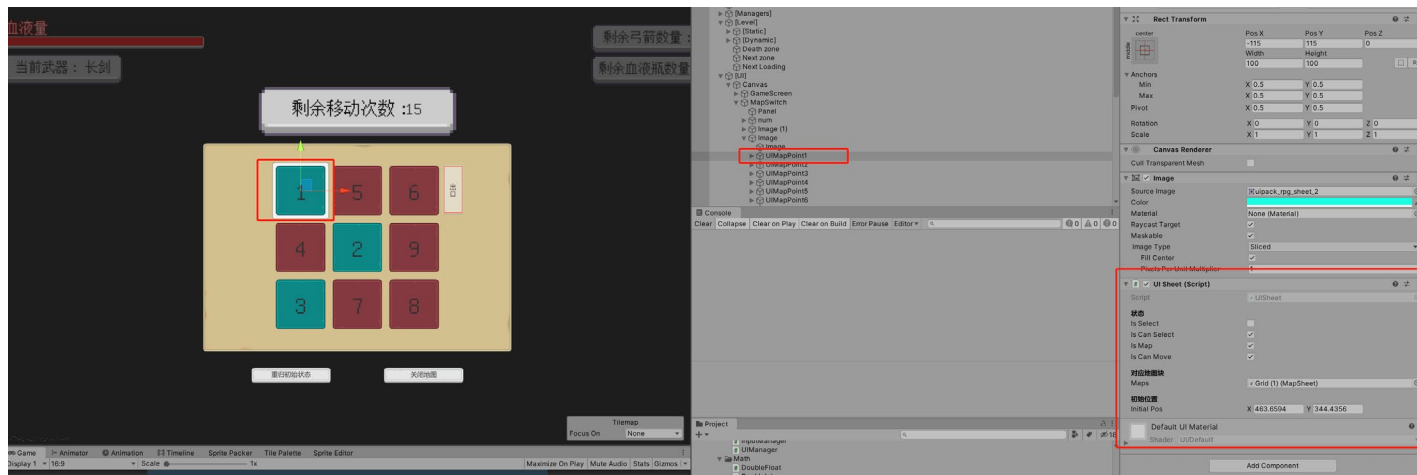 血液量
当前武器：长剑
剩余弓箭数量：
剩余血液瓶数量
剩余移动次数 :15
1
5
6
出口
4
2
9
3
7
8
重归初始状态
关闭地图
Tilemap
Focus On
None
Game
Animator
Animation
Timeline
Sprite Packer
Tile Palette
Sprite Editor
Display 1
16:9
Scale
1x
Maximize On Play
Mute Audio
Stats
Gizmos
[Managers]
[Level]
[Static]
[Dynamic]
Death zone
Next zone
Next Loading
[UI]
Canvas
GameScreen
MapSwitch
Panel
num
Image (1)
Image
Image
UIMapPoint1
UIMapPoint2
UIMapPoint3
UIMapPoint4
UIMapPoint5
UIMapPoint6
Console
Clear
Collapse
Clear on Play
Clear on Build
Error Pause
Editor
0
0
0
Project
InputManager
UIManager
Math
DoubleFloat
Rect Transform
center
middle
Pos X
Pos Y
Pos Z
-115
115
0
Width
Height
100
100
R
Anchors
Min
X 0.5
Y 0.5
Max
X 0.5
Y 0.5
Pivot
X 0.5
Y 0.5
Rotation
X 0
Y 0
Z 0
Scale
X 1
Y 1
Z 1
Canvas Renderer
Cull Transparent Mesh
Image
Source Image
uipack_rpg_sheet_2
Color
Material
None (Material)
Raycast Target
Maskable
Image Type
Sliced
Fill Center
Pixels Per Unit Multiplier
1
UI Sheet (Script)
Script
UISheet
状态
Is Select
Is Can Select
Is Map
Is Can Move
对应地图块
Maps
Grid (1) (MapSheet)
初始位置
Initial Pos
X 463.6594
Y 344.4356
Default UI Material
Shader
UI/Default
Add Component